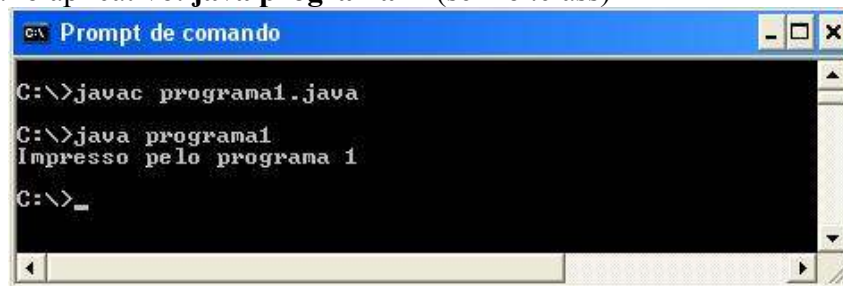 Prompt de comando
C:\>javac programa1.java
C:\>java programa1
Impresso pelo programa 1
C:\>_